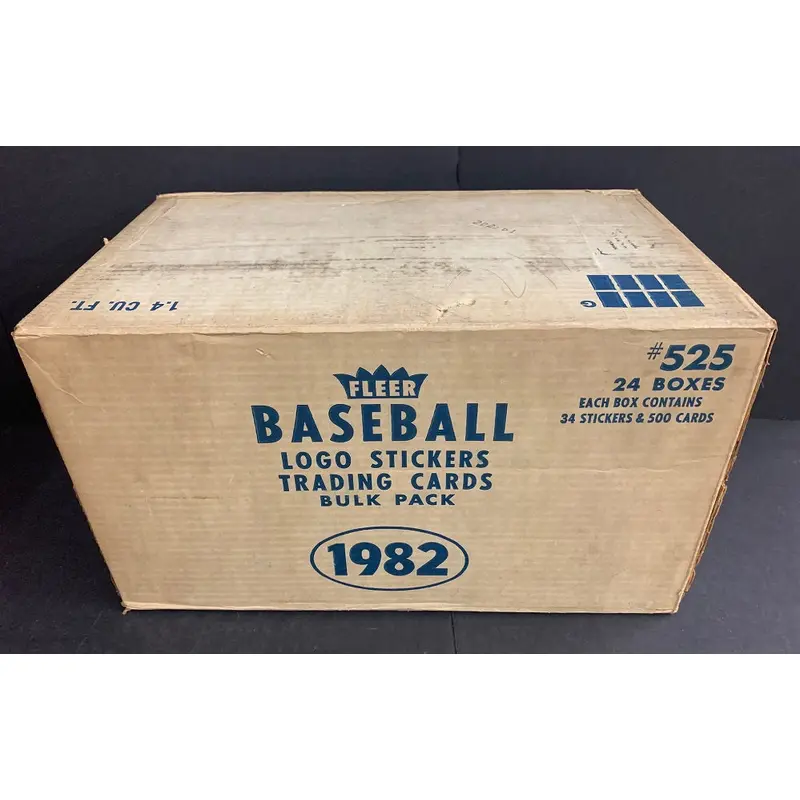 1.4 CU. FT.
G
#525
24 BOXES
EACH BOX CONTAINS
34 STICKERS & 500 CARDS
FLEER
BASEBALL
LOGO STICKERS
TRADING CARDS
BULK PACK
1982